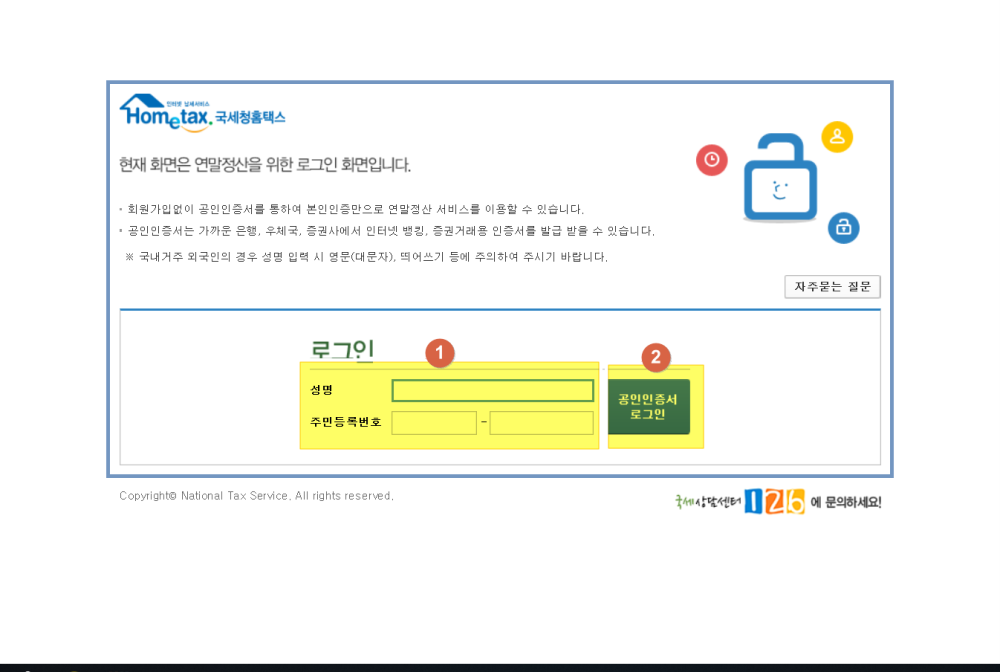 인터넷 납세서비스
Hometax. 국세청홈택스
현재 화면은 연말정산을 위한 로그인 화면입니다.
• 회원가입없이 공인인증서를 통하여 본인인증만으로 연말정산 서비스를 이용할 수 있습니다.
• 공인인증서는 가까운 은행, 우체국, 증권사에서 인터넷 뱅킹, 증권거래용 인증서를 발급 받을 수 있습니다.
※ 국내거주 외국인의 경우 성명 입력 시 영문(대문자), 띄어쓰기 등에 주의하여 주시기 바랍니다.
자주묻는 질문
로그인
1
2
성명
주민등록번호 -
공인인증서
로그인
Copyright© National Tax Service. All rights reserved.
국세상담센터 126 에 문의하세요!